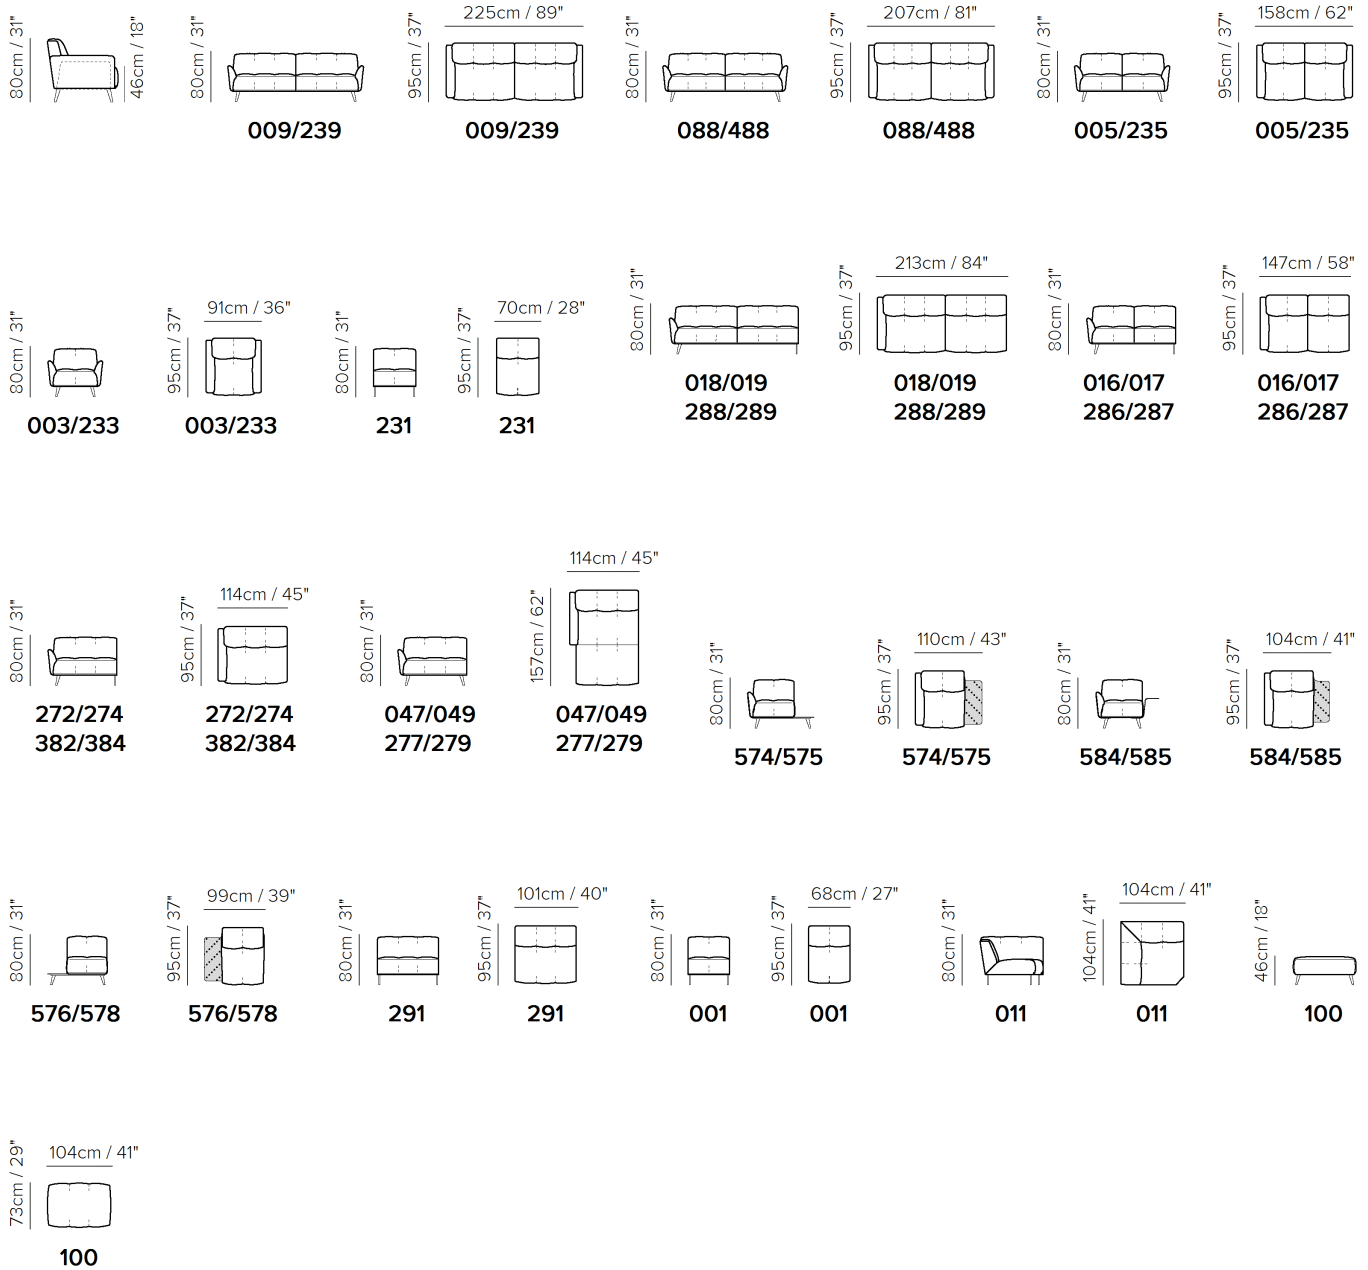 80cm / 31"
46cm / 18"
80cm / 31"
009/239
225cm / 89"
95cm / 37"
009/239
80cm / 31"
088/488
207cm / 81"
95cm / 37"
088/488
80cm / 31"
005/235
158cm / 62"
95cm / 37"
005/235
80cm / 31"
003/233
91cm / 36"
95cm / 37"
003/233
80cm / 31"
231
70cm / 28"
95cm / 37"
231
80cm / 31"
018/019
288/289
213cm / 84"
95cm / 37"
018/019
288/289
80cm / 31"
016/017
286/287
147cm / 58"
95cm / 37"
016/017
286/287
80cm / 31"
272/274
382/384
114cm / 45"
95cm / 37"
272/274
382/384
80cm / 31"
047/049
277/279
114cm / 45"
157cm / 62"
047/049
277/279
80cm / 31"
574/575
110cm / 43"
95cm / 37"
574/575
80cm / 31"
584/585
104cm / 41"
95cm / 37"
584/585
80cm / 31"
576/578
99cm / 39"
95cm / 37"
576/578
80cm / 31"
291
101cm / 40"
95cm / 37"
291
80cm / 31"
001
68cm / 27"
95cm / 37"
001
80cm / 31"
011
104cm / 41"
104cm / 41"
011
46cm / 18"
100
104cm / 41"
73cm / 29"
100